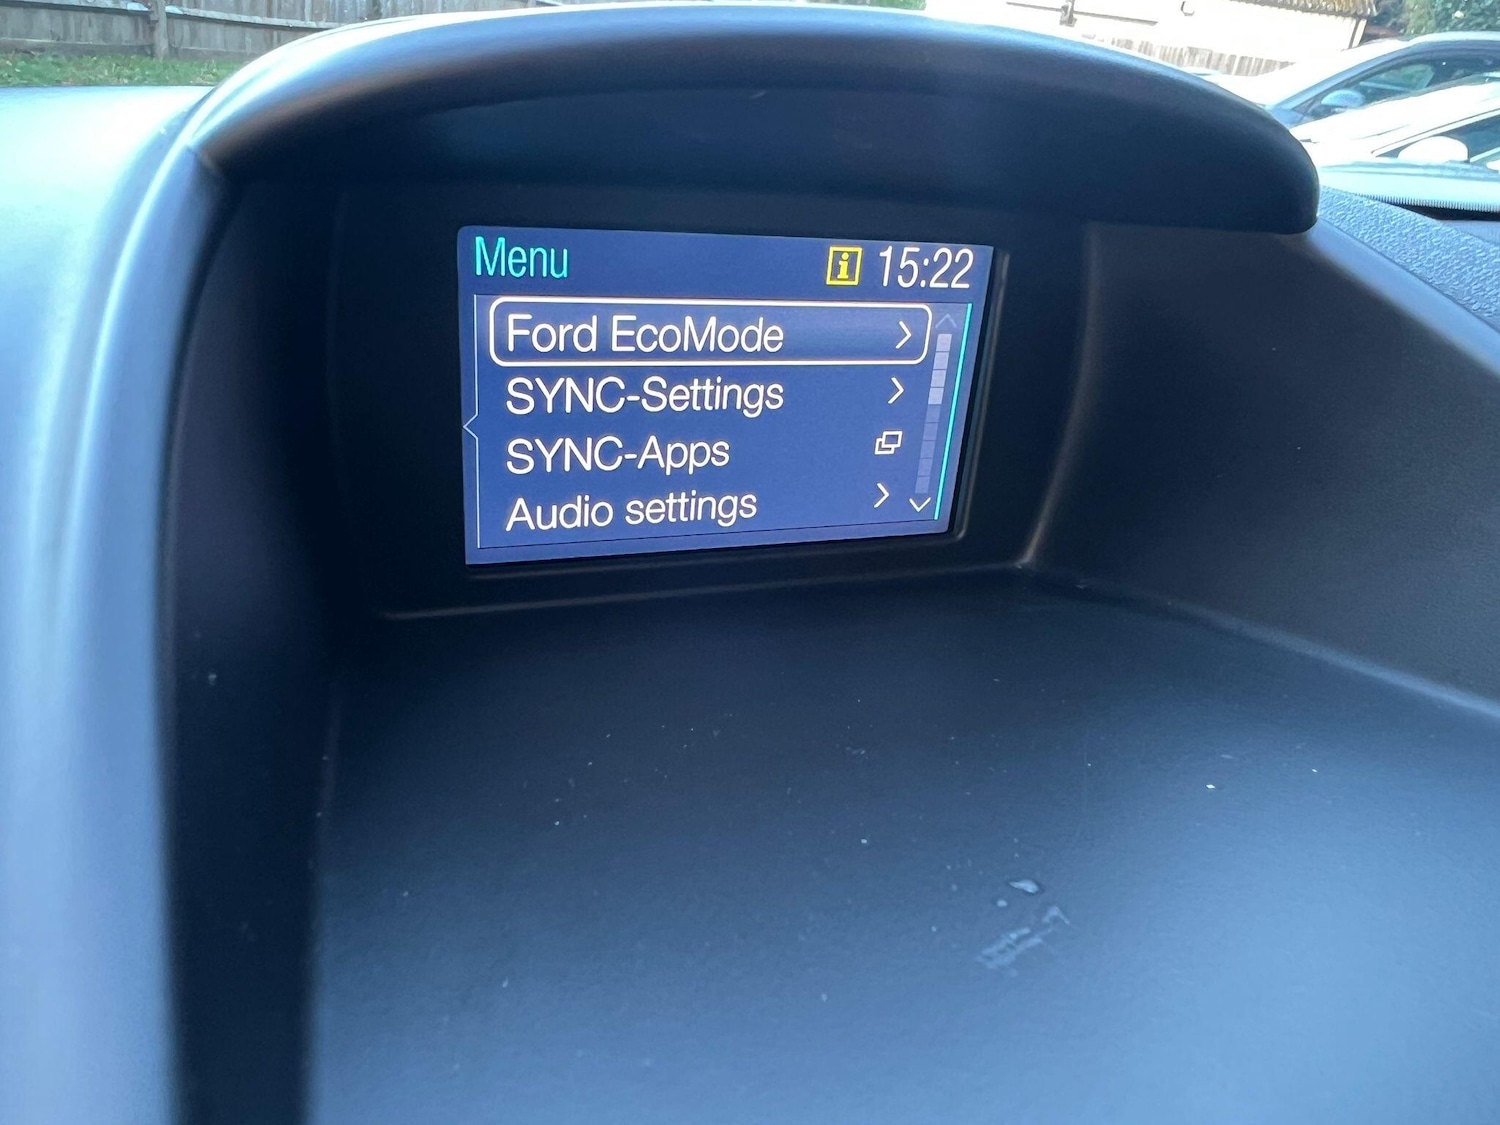 Menu i 15:22
Ford EcoMode
SYNC-Settings
SYNC-Apps
Audio settings